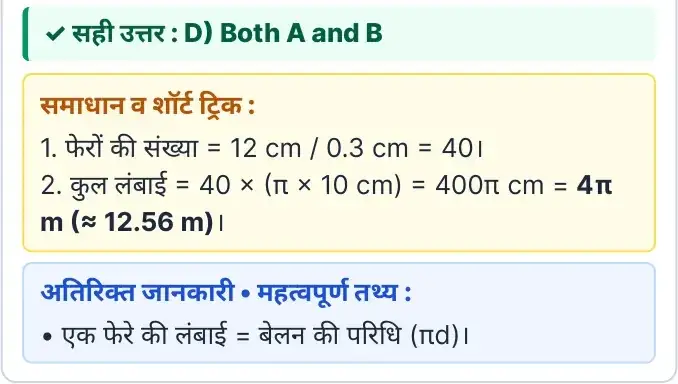 ✓ सही उत्तर : D) Both A and B
समाधान व शॉर्ट ट्रिक :
1. फेरों की संख्या = 12 cm / 0.3 cm = 40।
2. कुल लंबाई = 40 × (π × 10 cm) = 400π cm = 4π
m (≈ 12.56 m)।
अतिरिक्त जानकारी • महत्वपूर्ण तथ्य :
• एक फेरे की लंबाई = बेलन की परिधि (πd)।